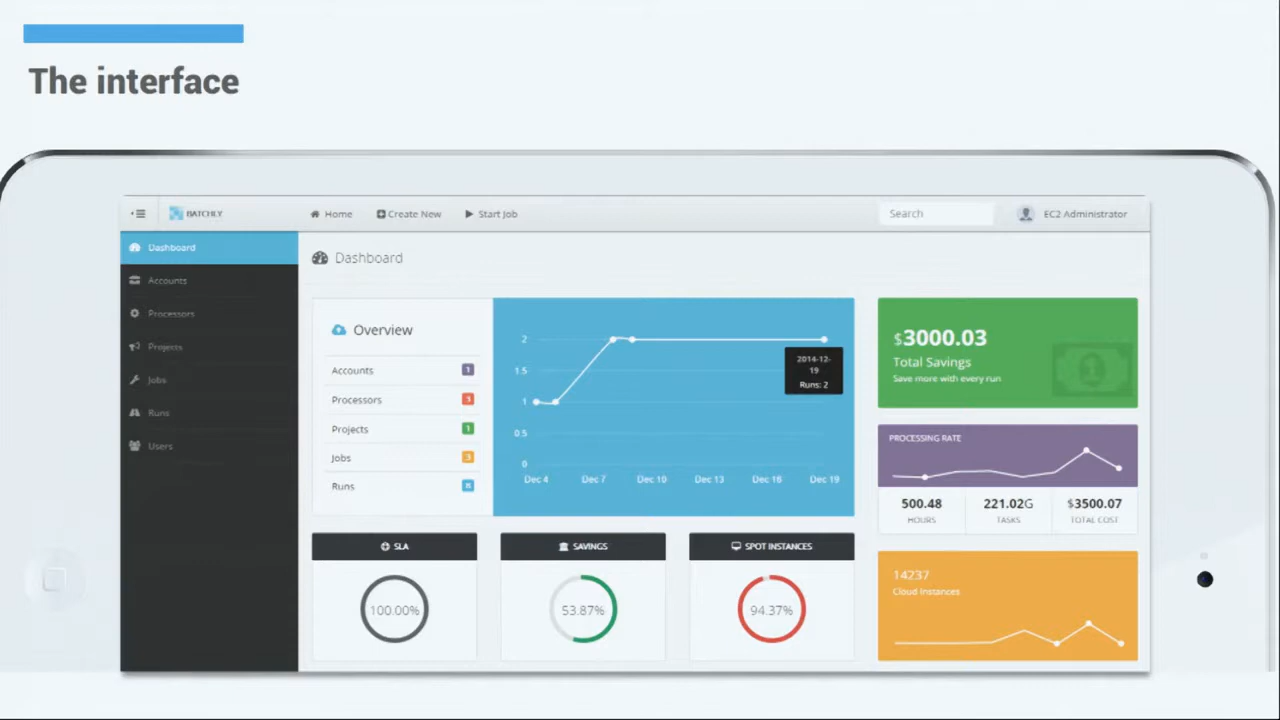 The interface
BATCHLY
Home
Create New
Start Job
Search
EC2 Administrator
Dashboard
Accounts
Processors
Projects
Jobs
Runs
Users
Dashboard
Overview
Accounts 1
Processors 3
Projects 1
Jobs 3
Runs 8
2
1.5
1
0.5
0
Dec 4 Dec 7 Dec 10 Dec 13 Dec 16 Dec 19
2014-12-
19
Runs: 2
$3000.03
Total Savings
Save more with every run
PROCESSING RATE
500.48
HOURS
221.02G
TASKS
$3500.07
TOTAL COST
SLA
100.00%
SAVINGS
53.87%
SPOT INSTANCES
94.37%
14237
Cloud Instances